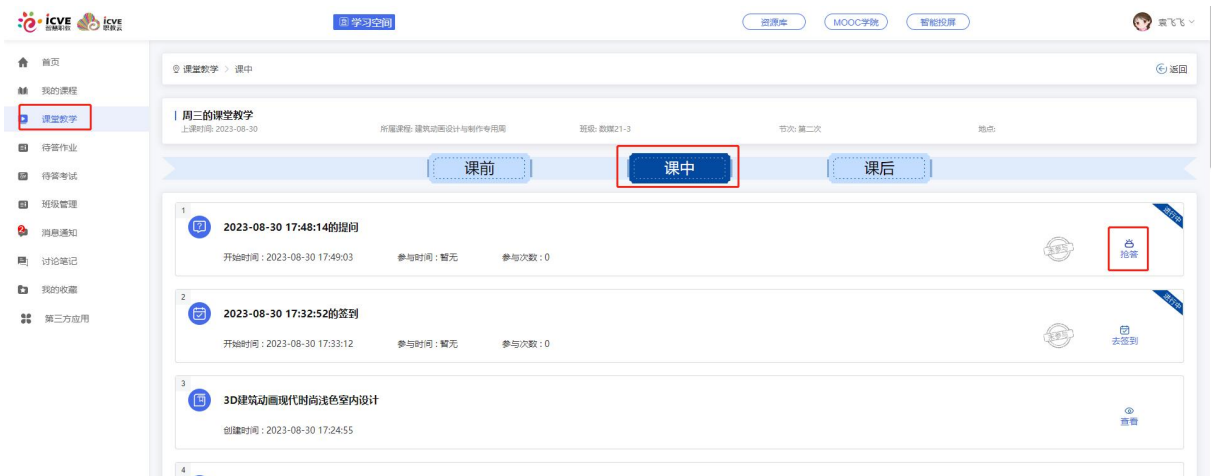 icve 智慧职教 icve 职教云
学习空间
资源库 MOOC学院 智能投屏
袁飞飞
首页
我的课程
课堂教学
待答作业
待答考试
班级管理
2
消息通知
讨论笔记
我的收藏
第三方应用
课堂教学 > 课中
返回
周三的课堂教学
上课时间: 2023-08-30 所属课程: 建筑动画设计与制作专用周 班级: 数媒21-3 节次: 第二次 地点:
课前 课中 课后
1
进行中
2023-08-30 17:48:14的提问
开始时间 : 2023-08-30 17:49:03 参与时间 : 暂无 参与次数 : 0
未参与
抢答
2
进行中
2023-08-30 17:32:52的签到
开始时间 : 2023-08-30 17:33:12 参与时间 : 暂无 参与次数 : 0
未参与
去签到
3
3D建筑动画现代时尚浅色室内设计
创建时间 : 2023-08-30 17:24:55
查看
4